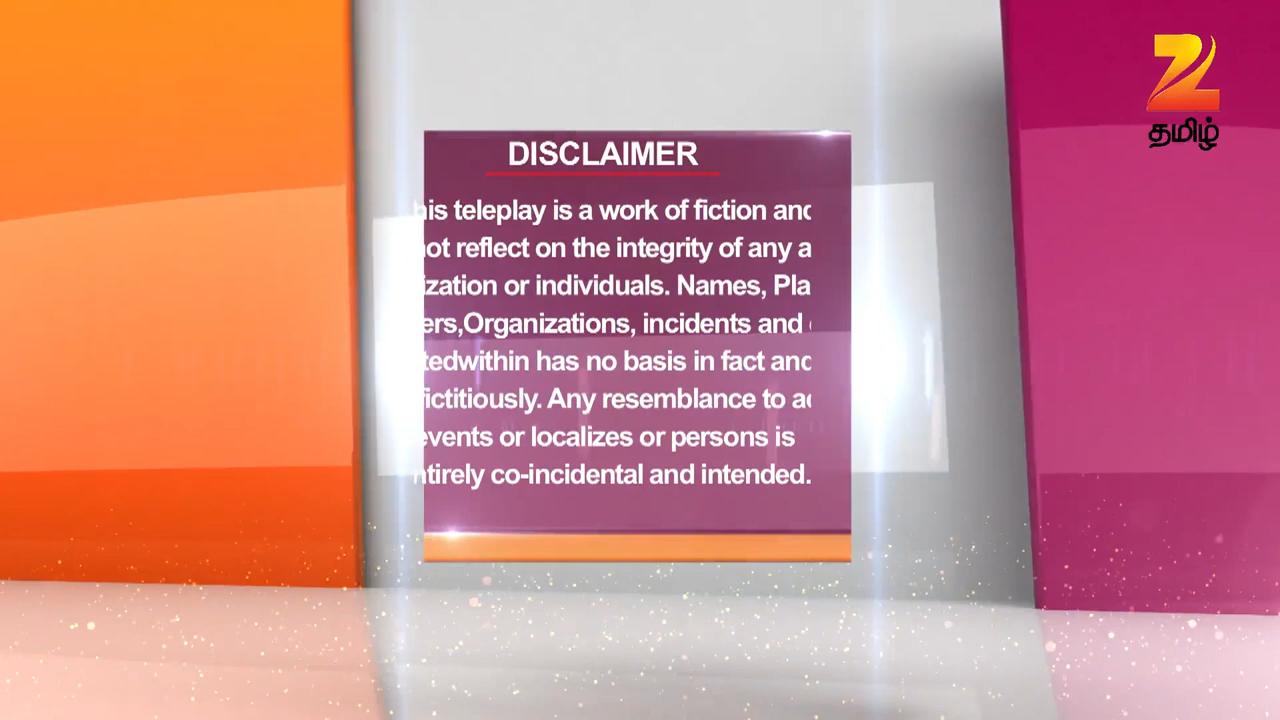 தமிழ்
DISCLAIMER
his teleplay is a work of fiction and
not reflect on the integrity of any a
ization or individuals. Names, Pla
ers,Organizations, incidents and
tedwithin has no basis in fact and
fictitiously. Any resemblance to ac
events or localizes or persons is
ntirely co-incidental and intended.